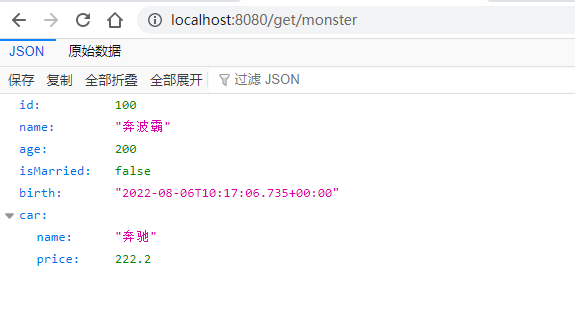 localhost:8080/get/monster
JSON 原始数据
保存 复制 全部折叠 全部展开 过滤 JSON
id: 100
name: "奔波霸"
age: 200
isMarried: false
birth: "2022-08-06T10:17:06.735+00:00"
car:
name: "奔驰"
price: 222.2